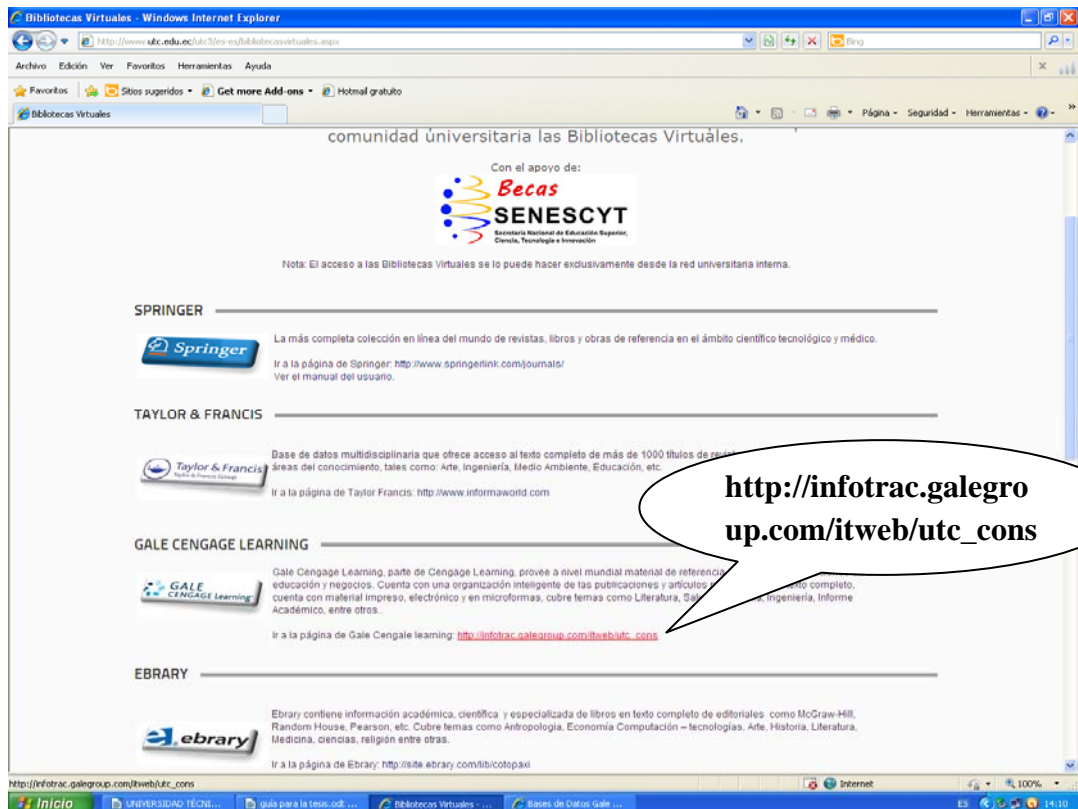 Bibliotecas Virtuales - Windows Internet Explorer
http://www.utc.edu.ec/utc3/es-es/bibliotecasvirtuales.aspx
Bing
Archivo Edición Ver Favoritos Herramientas Ayuda
Favoritos Sitios sugeridos Get more Add-ons Hotmail gratuito
Bibliotecas Virtuales
Página Seguridad Herramientas
comunidad universitaria las Bibliotecas Virtuales.
Con el apoyo de:
Becas
SENESCYT
Secretaría Nacional de Educación Superior,
Ciencia, Tecnología e Innovación
Nota: El acceso a las Bibliotecas Virtuales se lo puede hacer exclusivamente desde la red universitaria interna.
SPRINGER
Springer
La más completa colección en línea del mundo de revistas, libros y obras de referencia en el ámbito científico tecnológico y médico.
Ir a la página de Springer: http://www.springerlink.com/journals/
Ver el manual del usuario.
TAYLOR & FRANCIS
Taylor & Francis
Base de datos multidisciplinaria que ofrece acceso al texto completo de más de 1000 títulos de
áreas del conocimiento, tales como: Arte, Ingeniería, Medio Ambiente, Educación, etc.
Ir a la página de Taylor Francis: http://www.informaworld.com
http://infotrac.galegro
up.com/itweb/utc_cons
GALE CENGAGE LEARNING
GALE
CENGAGE Learning
Gale Cengage Learning, parte de Cengage Learning, provee a nivel mundial material de referencia
educación y negocios. Cuenta con una organización inteligente de las publicaciones y artículos completo,
cuenta con material impreso, electrónico y en microformas, cubre temas como Literatura, Ingeniería, Informe
Académico, entre otros..
Ir a la página de Gale Cengaie learning: http://infotrac.galegroup.com/itweb/utc_cons
EBRARY
ebrary
Ebrary contiene información académica, científica y especializada de libros en texto completo de editoriales como McGraw-Hill,
Random House, Pearson, etc. Cubre temas como Antropologia, Economía Computación – tecnologías, Arte, Historia, Literatura,
Medicina, ciencias, religión entre otras.
Ir a la página de Ebrary: http://site.ebrary.com/lib/cotopaxi
http://infotrac.galegroup.com/itweb/utc_cons
Internet 100%
Inicio UNIVERSIDAD TÉCNI... guia para la tesis.odt ... Bibliotecas Virtuales - ... Bases de Datos Gale ... ES 14:10